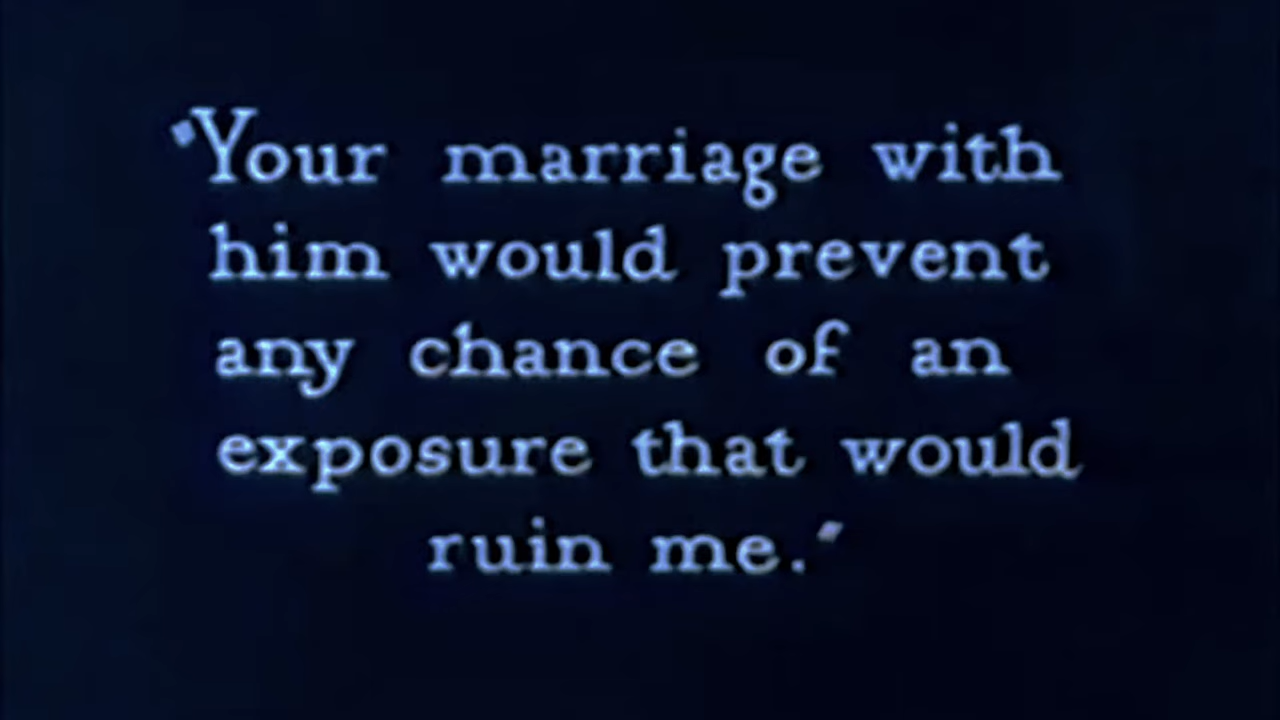 "Your marriage with
him would prevent
any chance of an
exposure that would
ruin me."